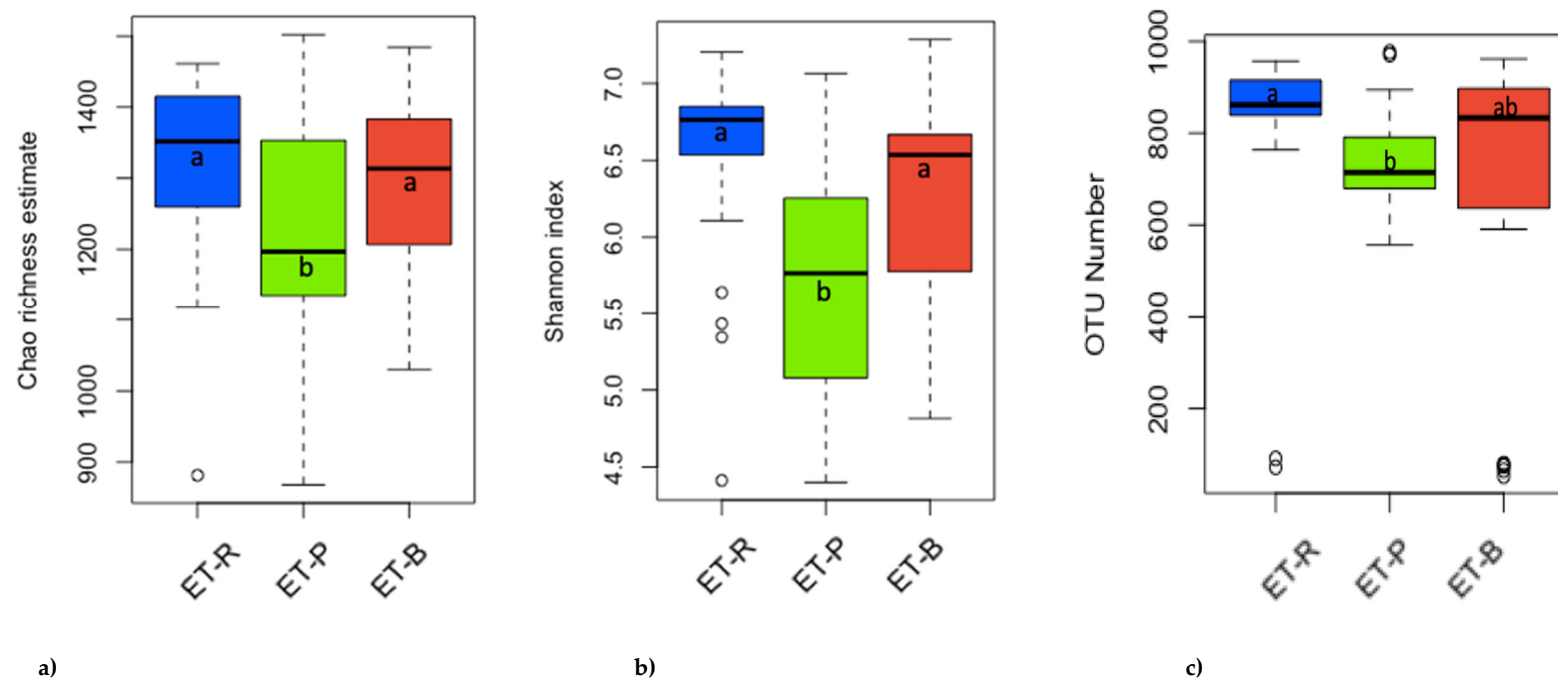 Chao richness estimate
1400
1200
1000
900
a
b
a
ET-R
ET-P
ET-B
a)
Shannon index
7.0
6.5
6.0
5.5
5.0
4.5
a
b
a
ET-R
ET-P
ET-B
b)
OTU Number
1000
800
600
400
200
a
b
ab
ET-R
ET-P
ET-B
c)